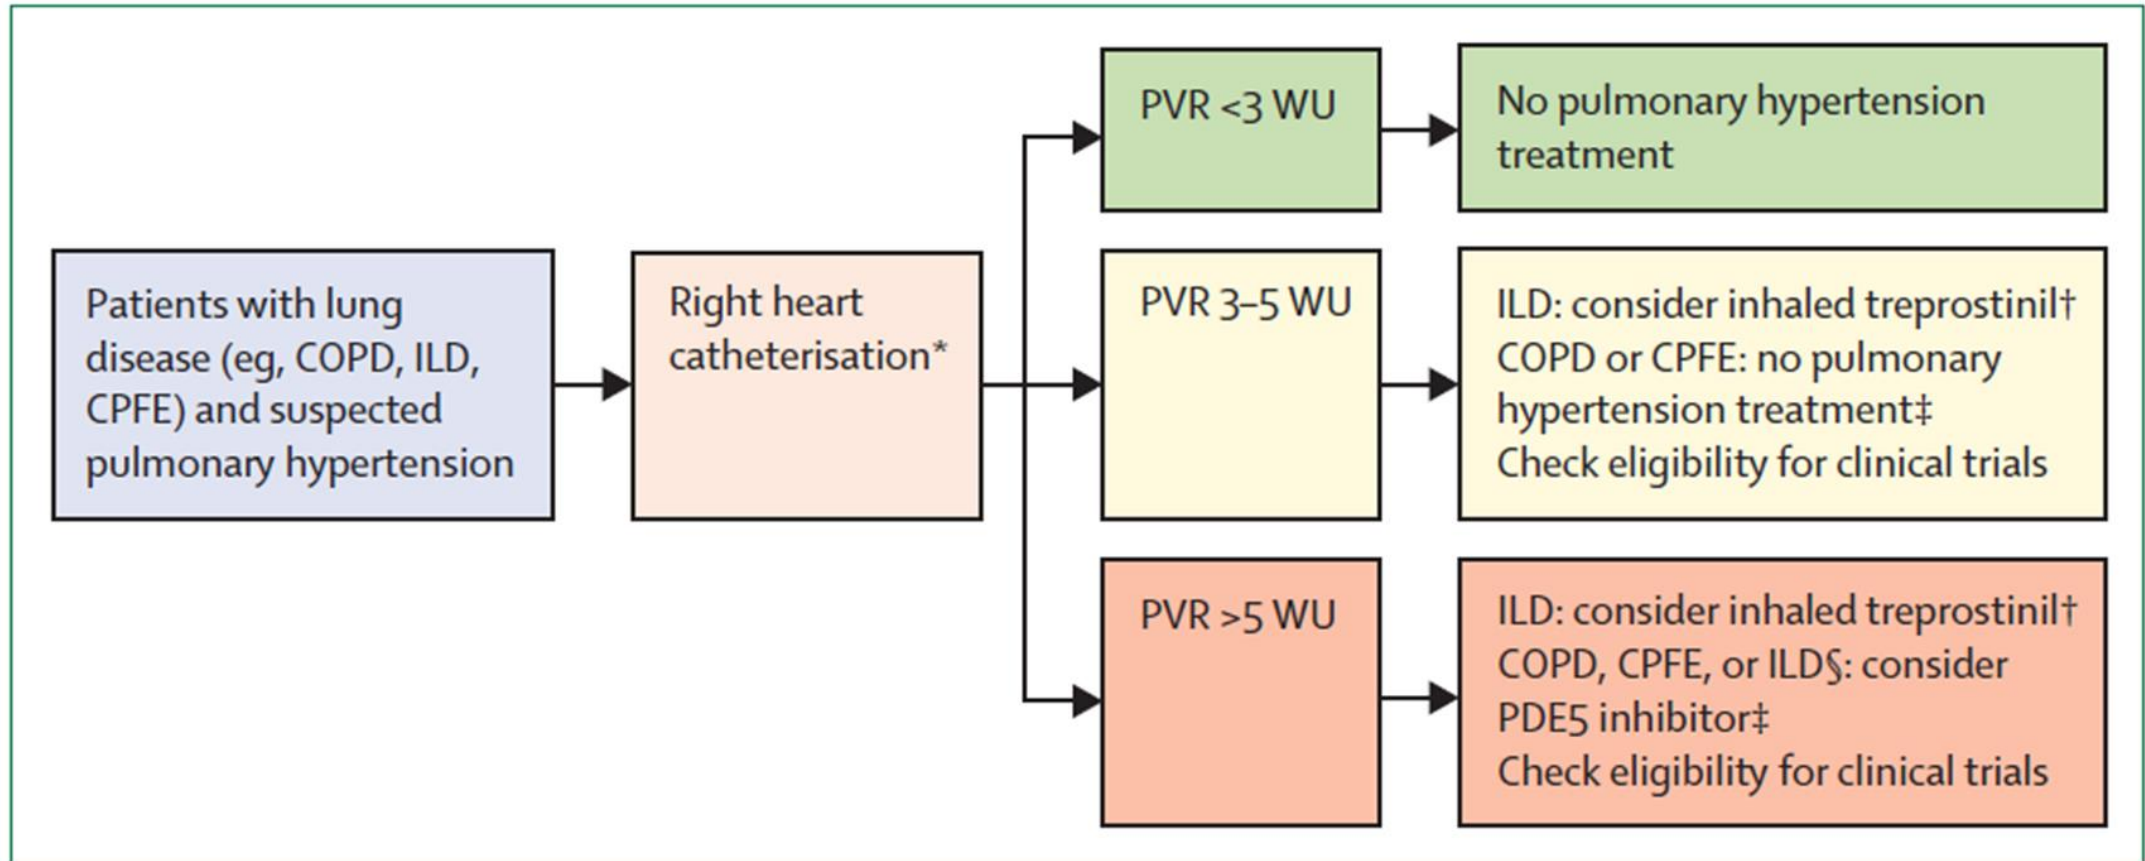 Patients with lung
disease (eg, COPD, ILD,
CPFE) and suspected
pulmonary hypertension
Right heart
catheterisation*
PVR <3 WU
No pulmonary hypertension
treatment
PVR 3–5 WU
ILD: consider inhaled treprostinil†
COPD or CPFE: no pulmonary
hypertension treatment‡
Check eligibility for clinical trials
PVR >5 WU
ILD: consider inhaled treprostinil†
COPD, CPFE, or ILD§: consider
PDE5 inhibitor‡
Check eligibility for clinical trials